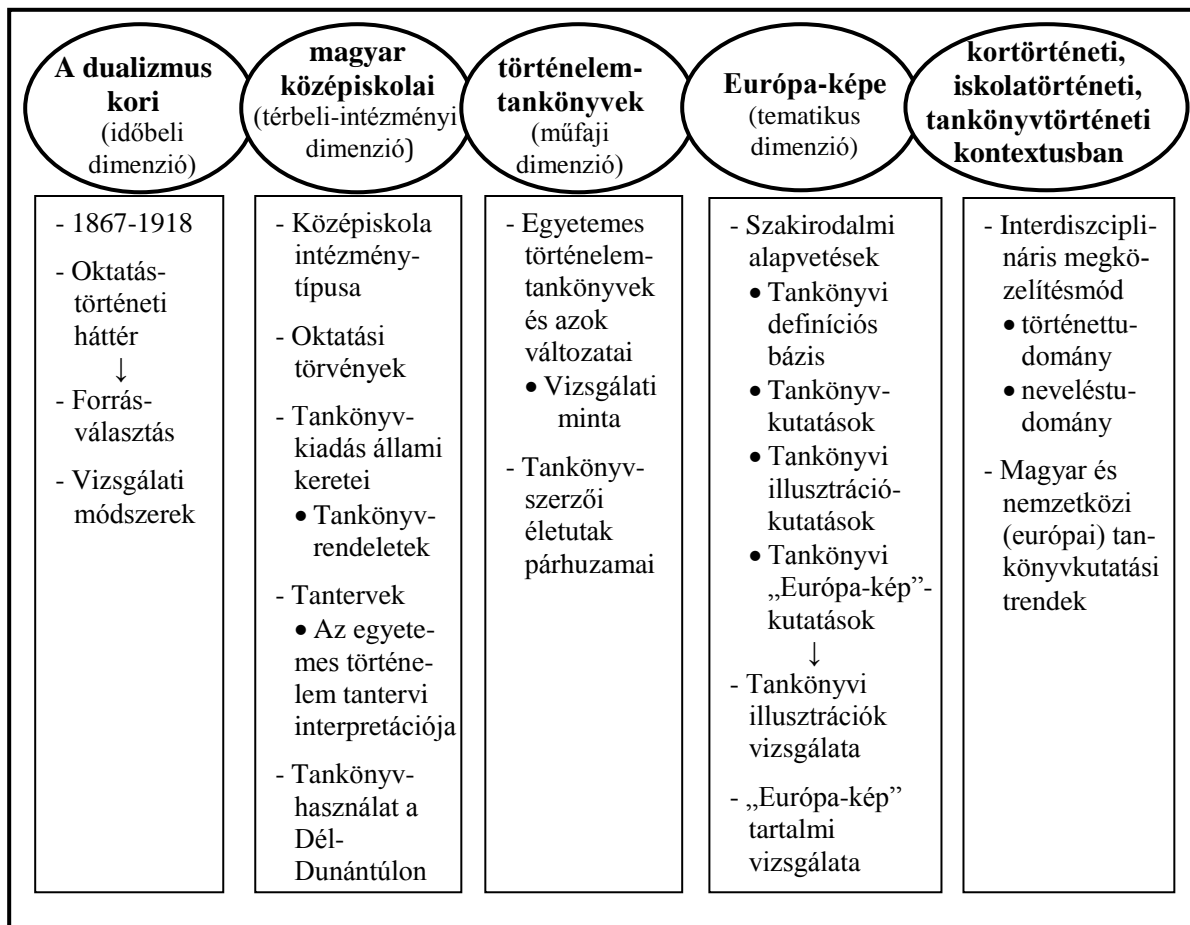 A dualizmus
kori
(időbeli
dimenzió)
- 1867-1918
- Oktatás-
történeti
háttér
↓
- Forrás-
választás
- Vizsgálati
módszerek
magyar
középiskolai
(térbeli-intézményi
dimenzió)
- Középiskola
intézmény-
típusa
- Oktatási
törvények
- Tankönyv-
kiadás állami
keretei
• Tankönyv-
rendeletek
- Tantervek
• Az egyete-
mes történe-
lem tantervi
interpretációja
- Tankönyv-
használat a
Dél-
Dunántúlon
történelem-
tankönyvek
(műfaji
dimenzió)
- Egyetemes
történelem-
tankönyvek
és azok
változatai
• Vizsgálati
minta
- Tankönyv-
szerzői
életutak
párhuzamai
Európa-képe
(tematikus
dimenzió)
- Szakirodalmi
alapvetések
• Tankönyvi
definíciós
bázis
• Tankönyv-
kutatások
• Tankönyvi
illusztráció-
kutatások
• Tankönyvi
„Európa-kép”-
kutatások
↓
- Tankönyvi
illusztrációk
vizsgálata
- „Európa-kép”
tartalmi
vizsgálata
kortörténeti,
iskolatörténeti,
tankönyvtörténeti
kontextusban
- Interdiszcipli-
náris megkö-
zelítésmód
• történettu-
domány
• neveléstu-
domány
- Magyar és
nemzetközi
(európai) tan-
könyvkutatási
trendek